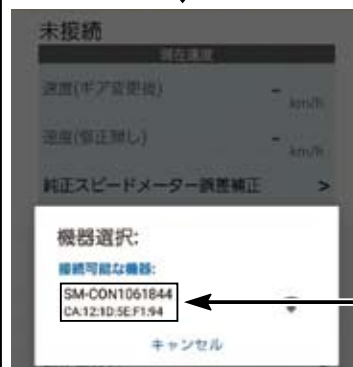 未接続
現在速度
速度(ギア変更後)
-
km/h
速度(修正無し)
-
km/h
純正スピードメーター誤差補正 >
機器選択:
接続可能な機器:
SM-CON1061844
CA:12:1D:5E:F1:94
キャンセル